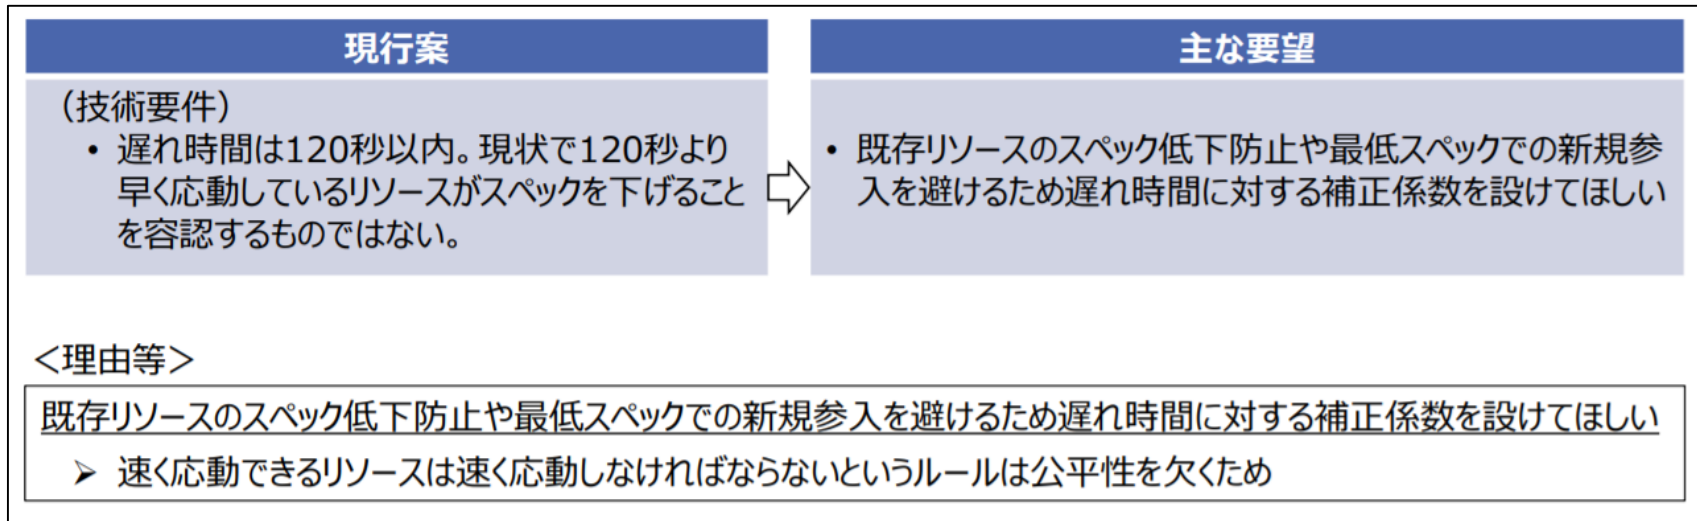 現行案
（技術要件）
• 遅れ時間は120秒以内。現状で120秒より
早く応動しているリソースがスペックを下げること
を容認するものではない。
主な要望
• 既存リソースのスペック低下防止や最低スペックでの新規参
入を避けるため遅れ時間に対する補正係数を設けてほしい
＜理由等＞
既存リソースのスペック低下防止や最低スペックでの新規参入を避けるため遅れ時間に対する補正係数を設けてほしい
➢ 速く応動できるリソースは速く応動しなければならないというルールは公平性を欠くため